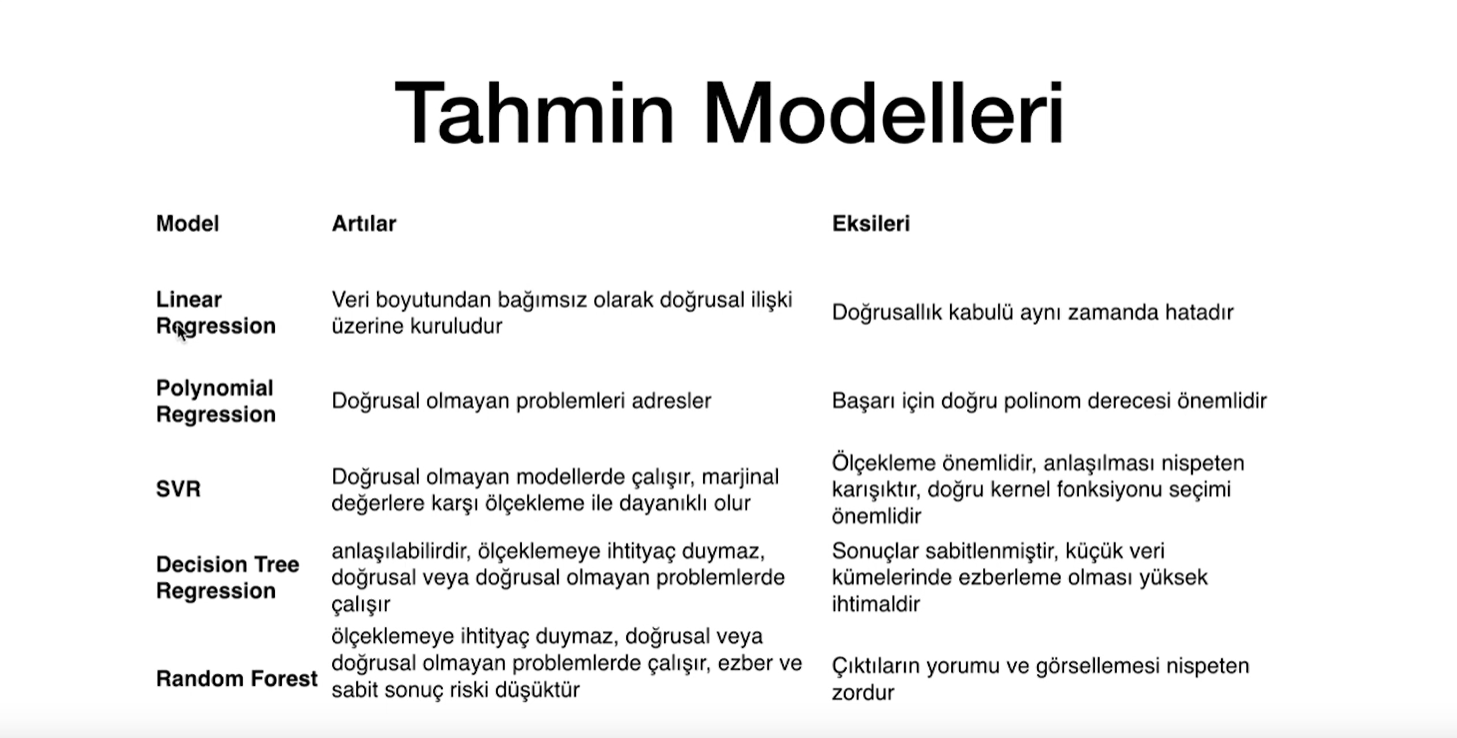 Tahmin Modelleri
Model Artılar Eksileri
Linear Regression
Veri boyutundan bağımsız olarak doğrusal ilişki
üzerine kuruludur
Doğrusallık kabulü aynı zamanda hatadır
Polynomial
Regression
Doğrusal olmayan problemleri adresler
Başarı için doğru polinom derecesi önemlidir
SVR
Doğrusal olmayan modellerde çalışır, marjinal
değerlere karşı ölçekleme ile dayanıklı olur
Ölçekleme önemlidir, anlaşılması nispeten
karışıktır, doğru kernel fonksiyonu seçimi
önemlidir
Decision Tree
Regression
anlaşılabilirdir, ölçeklemeye ihtityaç duymaz,
doğrusal veya doğrusal olmayan problemlerde
çalışır
Sonuçlar sabitlenmiştir, küçük veri
kümelerinde ezberleme olması yüksek
ihtimaldir
Random Forest
ölçeklemeye ihtityaç duymaz, doğrusal veya
doğrusal olmayan problemlerde çalışır, ezber ve
sabit sonuç riski düşüktür
Çıktıların yorumu ve görsellemesi nispeten
zordur